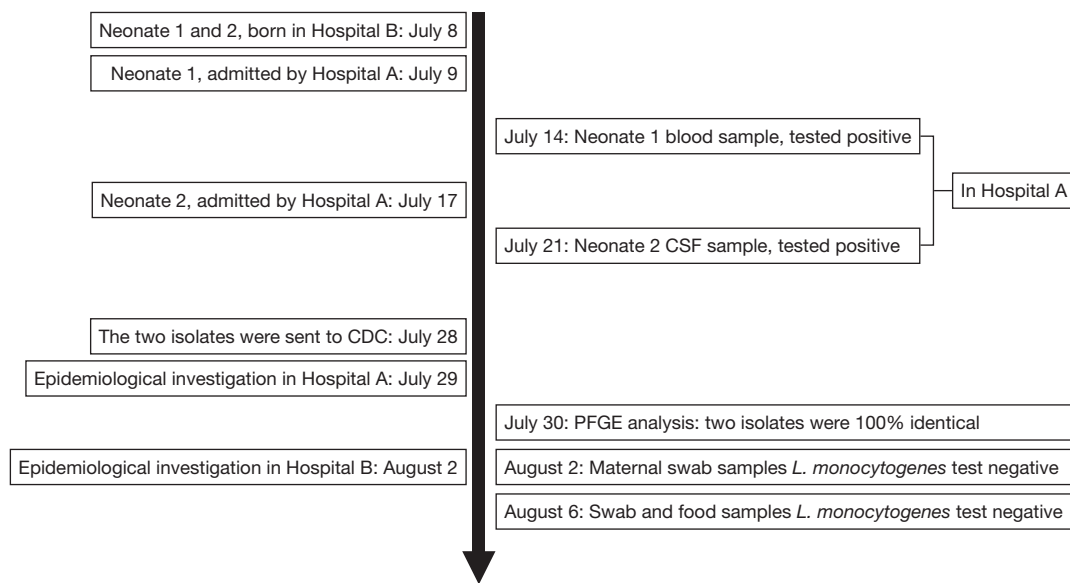 Neonate 1 and 2, born in Hospital B: July 8
Neonate 1, admitted by Hospital A: July 9
July 14: Neonate 1 blood sample, tested positive
In Hospital A
Neonate 2, admitted by Hospital A: July 17
July 21: Neonate 2 CSF sample, tested positive
The two isolates were sent to CDC: July 28
Epidemiological investigation in Hospital A: July 29
July 30: PFGE analysis: two isolates were 100% identical
Epidemiological investigation in Hospital B: August 2
August 2: Maternal swab samples L. monocytogenes test negative
August 6: Swab and food samples L. monocytogenes test negative